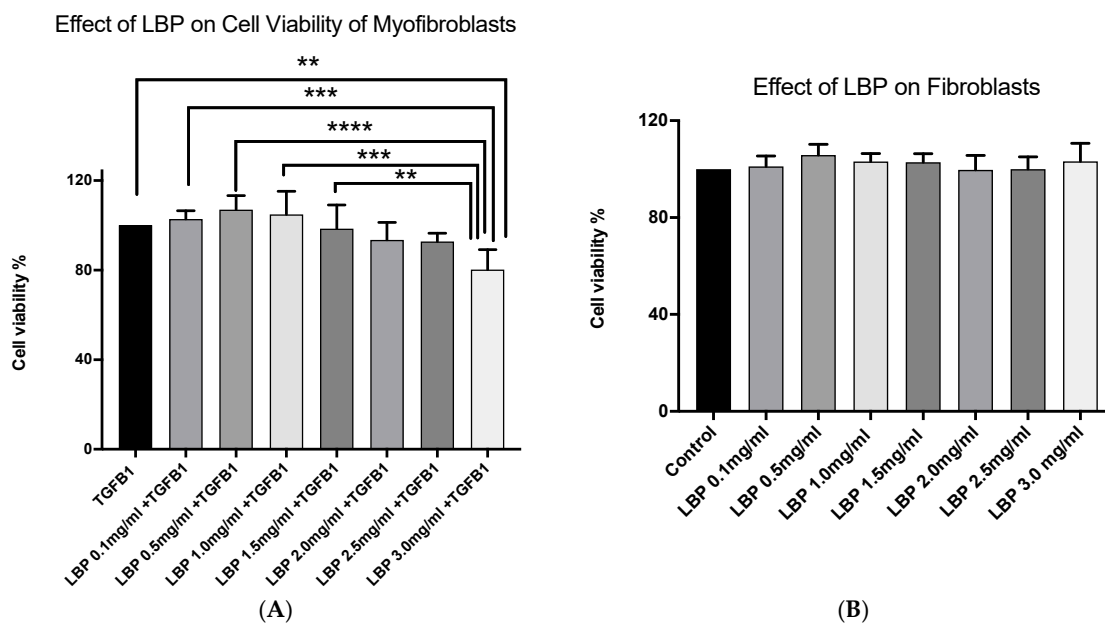 Effect of LBP on Cell Viability of Myofibroblasts
**
***
****
***
**
120
80
40
0
Cell viability %
TGFB1
LBP 0.1mg/ml +TGFB1
LBP 0.5mg/ml +TGFB1
LBP 1.0mg/ml +TGFB1
LBP 1.5mg/ml +TGFB1
LBP 2.0mg/ml +TGFB1
LBP 2.5mg/ml +TGFB1
LBP 3.0mg/ml +TGFB1
(A)
Effect of LBP on Fibroblasts
120
80
40
0
Cell viability %
Control
LBP 0.1mg/ml
LBP 0.5mg/ml
LBP 1.0mg/ml
LBP 1.5mg/ml
LBP 2.0mg/ml
LBP 2.5mg/ml
LBP 3.0 mg/ml
(B)